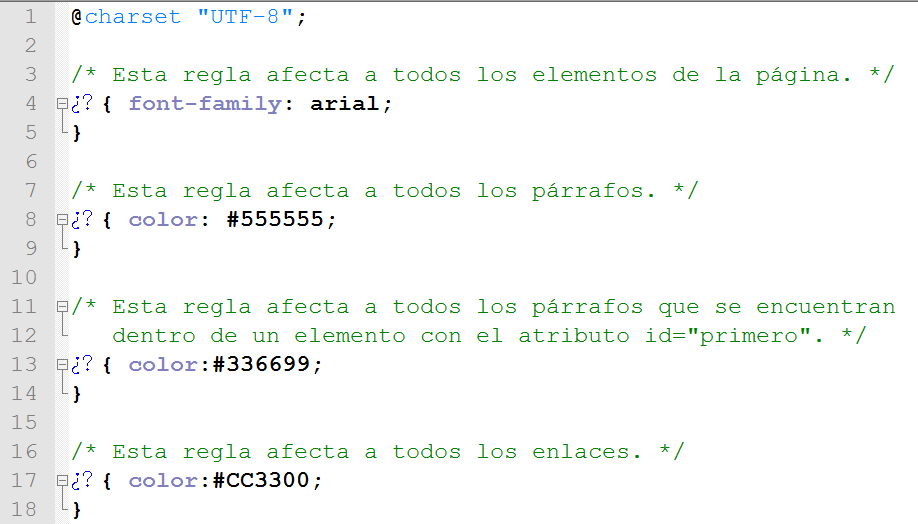 1 @charset "UTF-8";
2
3 /* Esta regla afecta a todos los elementos de la página. */
4 ¿? { font-family: arial;
5 }
6
7 /* Esta regla afecta a todos los párrafos. */
8 ¿? { color: #555555;
9 }
10
11 /* Esta regla afecta a todos los párrafos que se encuentran
12 dentro de un elemento con el atributo id="primero". */
13 ¿? { color:#336699;
14 }
15
16 /* Esta regla afecta a todos los enlaces. */
17 ¿? { color:#CC3300;
18 }